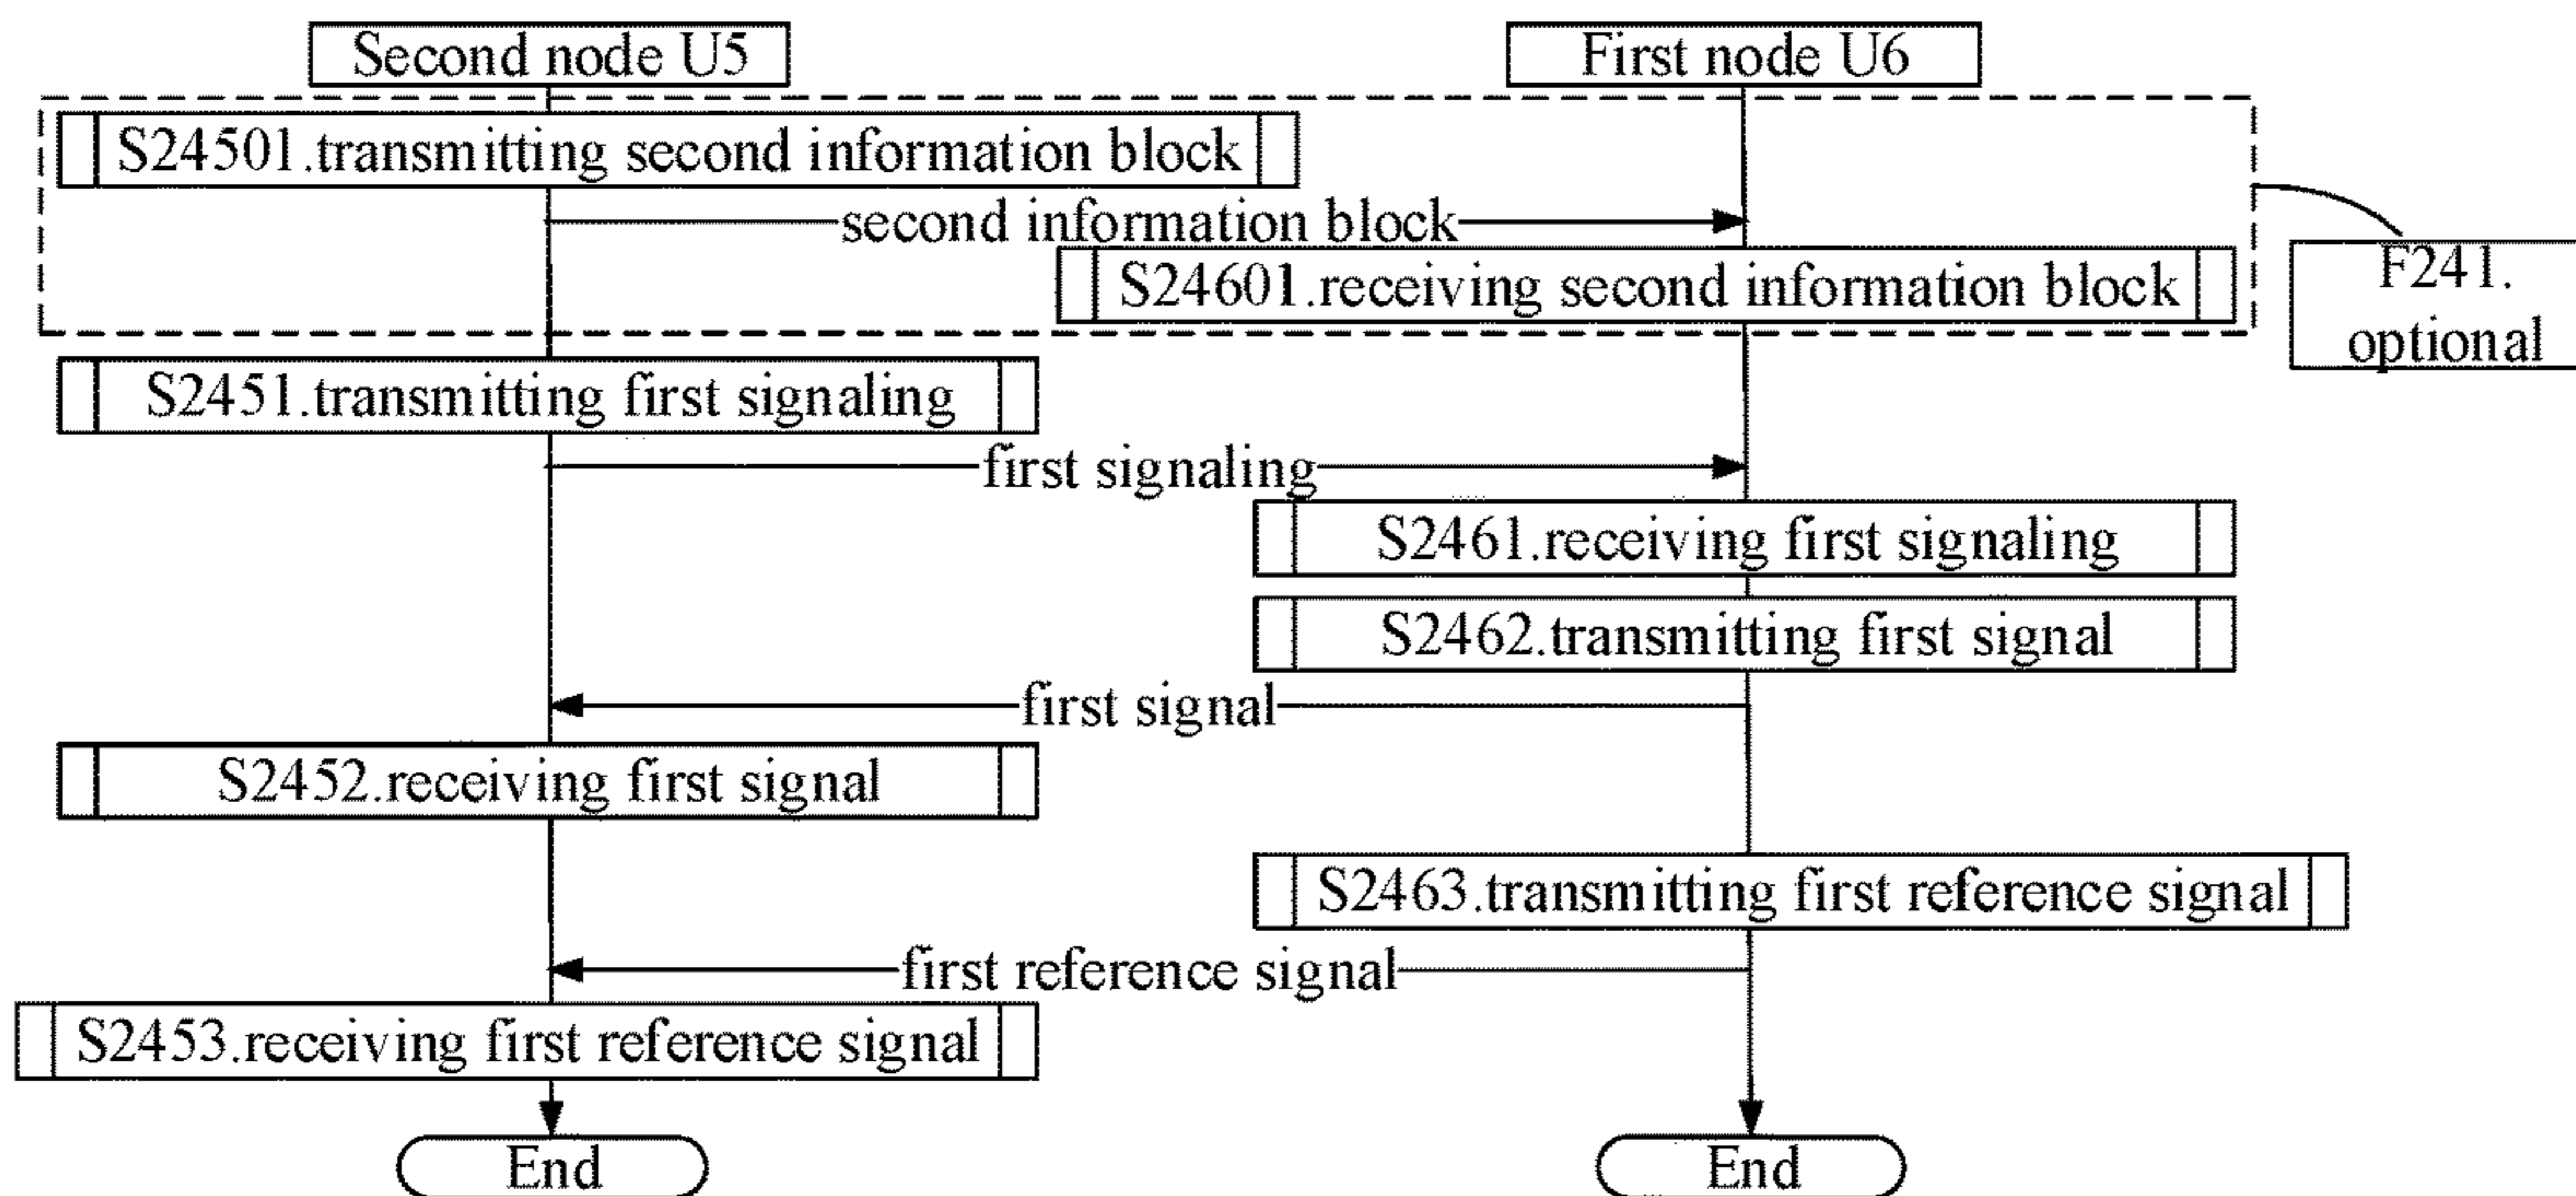 Second node U5
First node U6
S24501.transmitting second information block
second information block
S24601.receiving second information block
F241.
optional
S2451.transmitting first signaling
first signaling
S2461.receiving first signaling
S2462.transmitting first signal
first signal
S2452.receiving first signal
S2463.transmitting first reference signal
first reference signal
S2453.receiving first reference signal
End
End